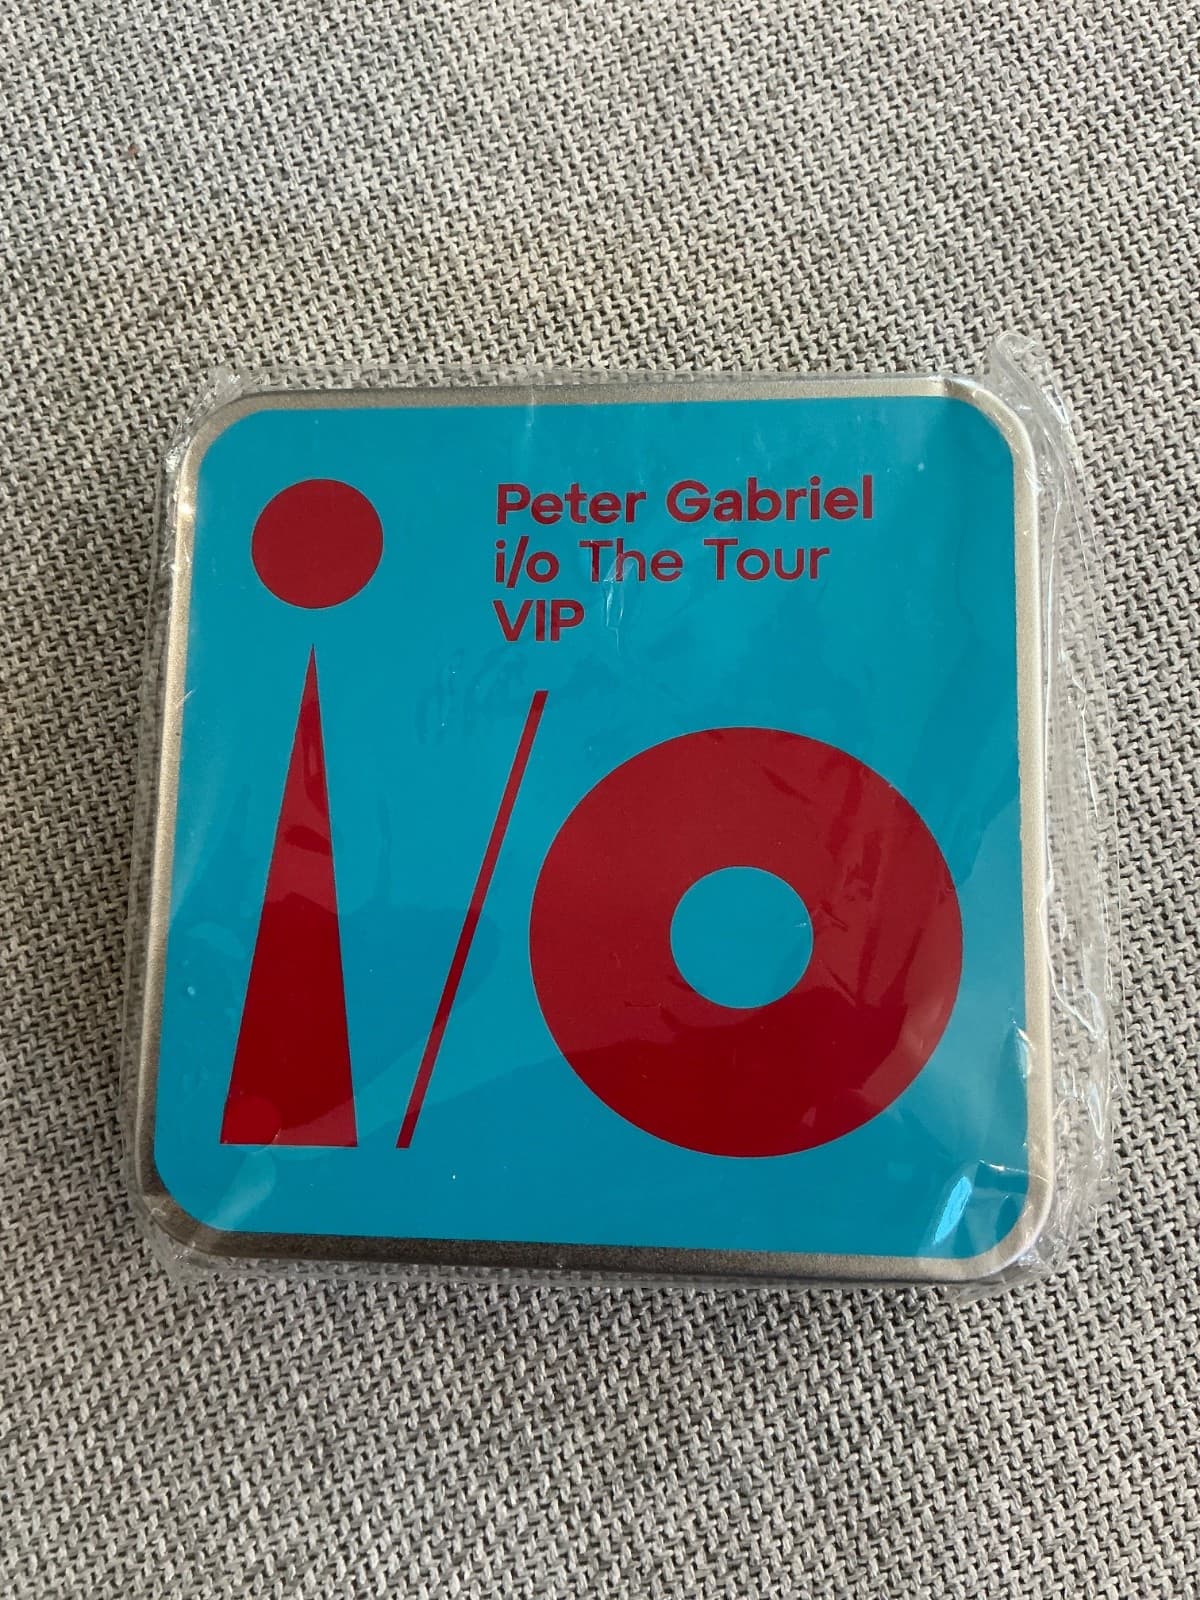 Peter Gabriel
i/o The Tour
VIP
i/o